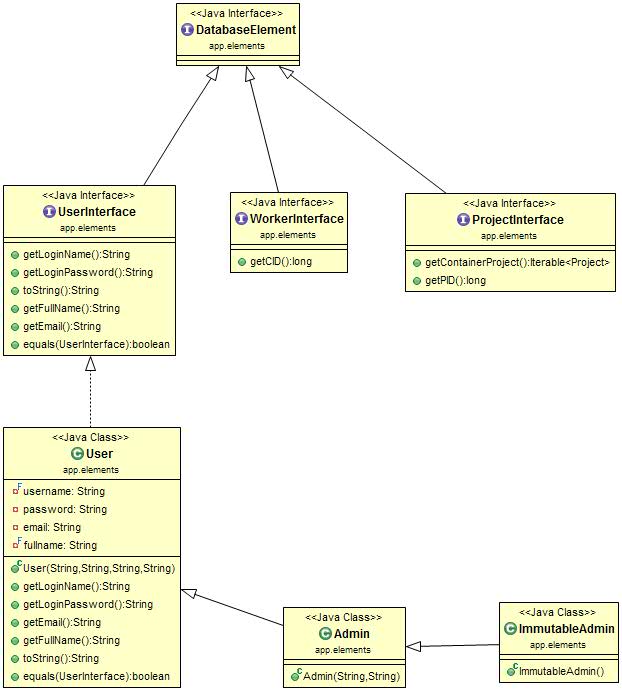 <<Java Interface>>
DatabaseElement
app.elements
<<Java Interface>>
UserInterface
app.elements
getLoginName():String
getLoginPassword():String
toString():String
getFullName():String
getEmail():String
equals(UserInterface):boolean
<<Java Interface>>
WorkerInterface
app.elements
getCID():long
<<Java Interface>>
ProjectInterface
app.elements
getContainerProject():Iterable<Project>
getPID():long
<<Java Class>>
User
app.elements
username: String
password: String
email: String
fullname: String
User(String,String,String,String)
getLoginName():String
getLoginPassword():String
getEmail():String
getFullName():String
toString():String
equals(UserInterface):boolean
<<Java Class>>
Admin
app.elements
Admin(String,String)
<<Java Class>>
ImmutableAdmin
app.elements
ImmutableAdmin()